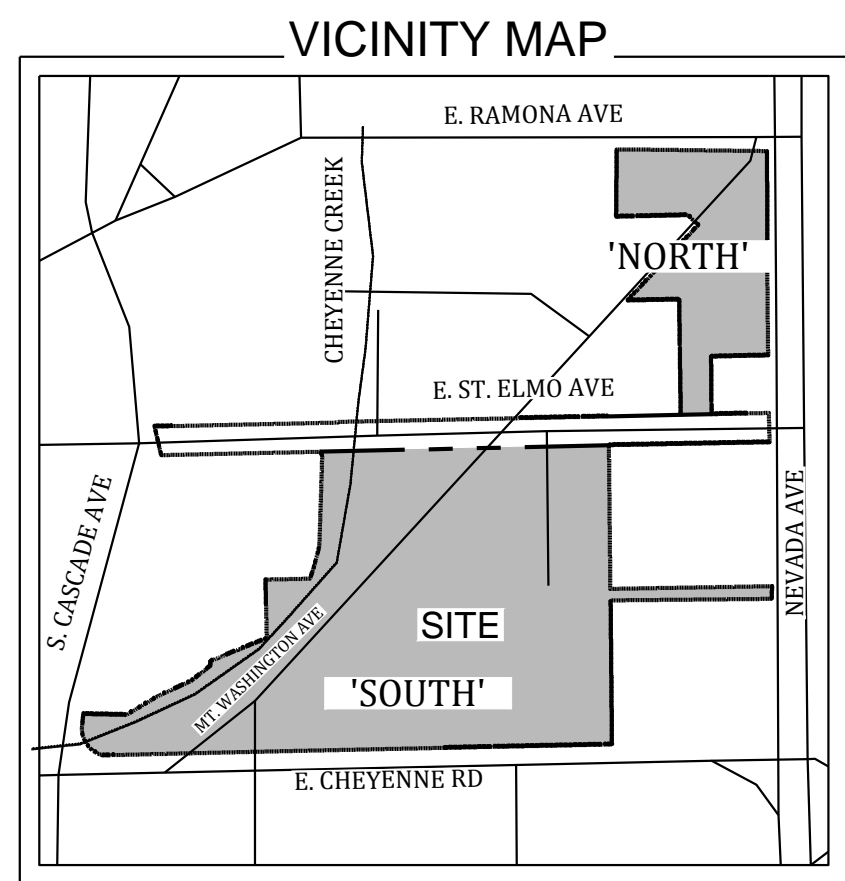 VICINITY MAP
E. RAMONA AVE
CHEYENNE CREEK
'NORTH'
E. ST. ELMO AVE
S. CASCADE AVE
NEVADA AVE
SITE
MT. WASHINGTON AVE
'SOUTH'
E. CHEYENNE RD